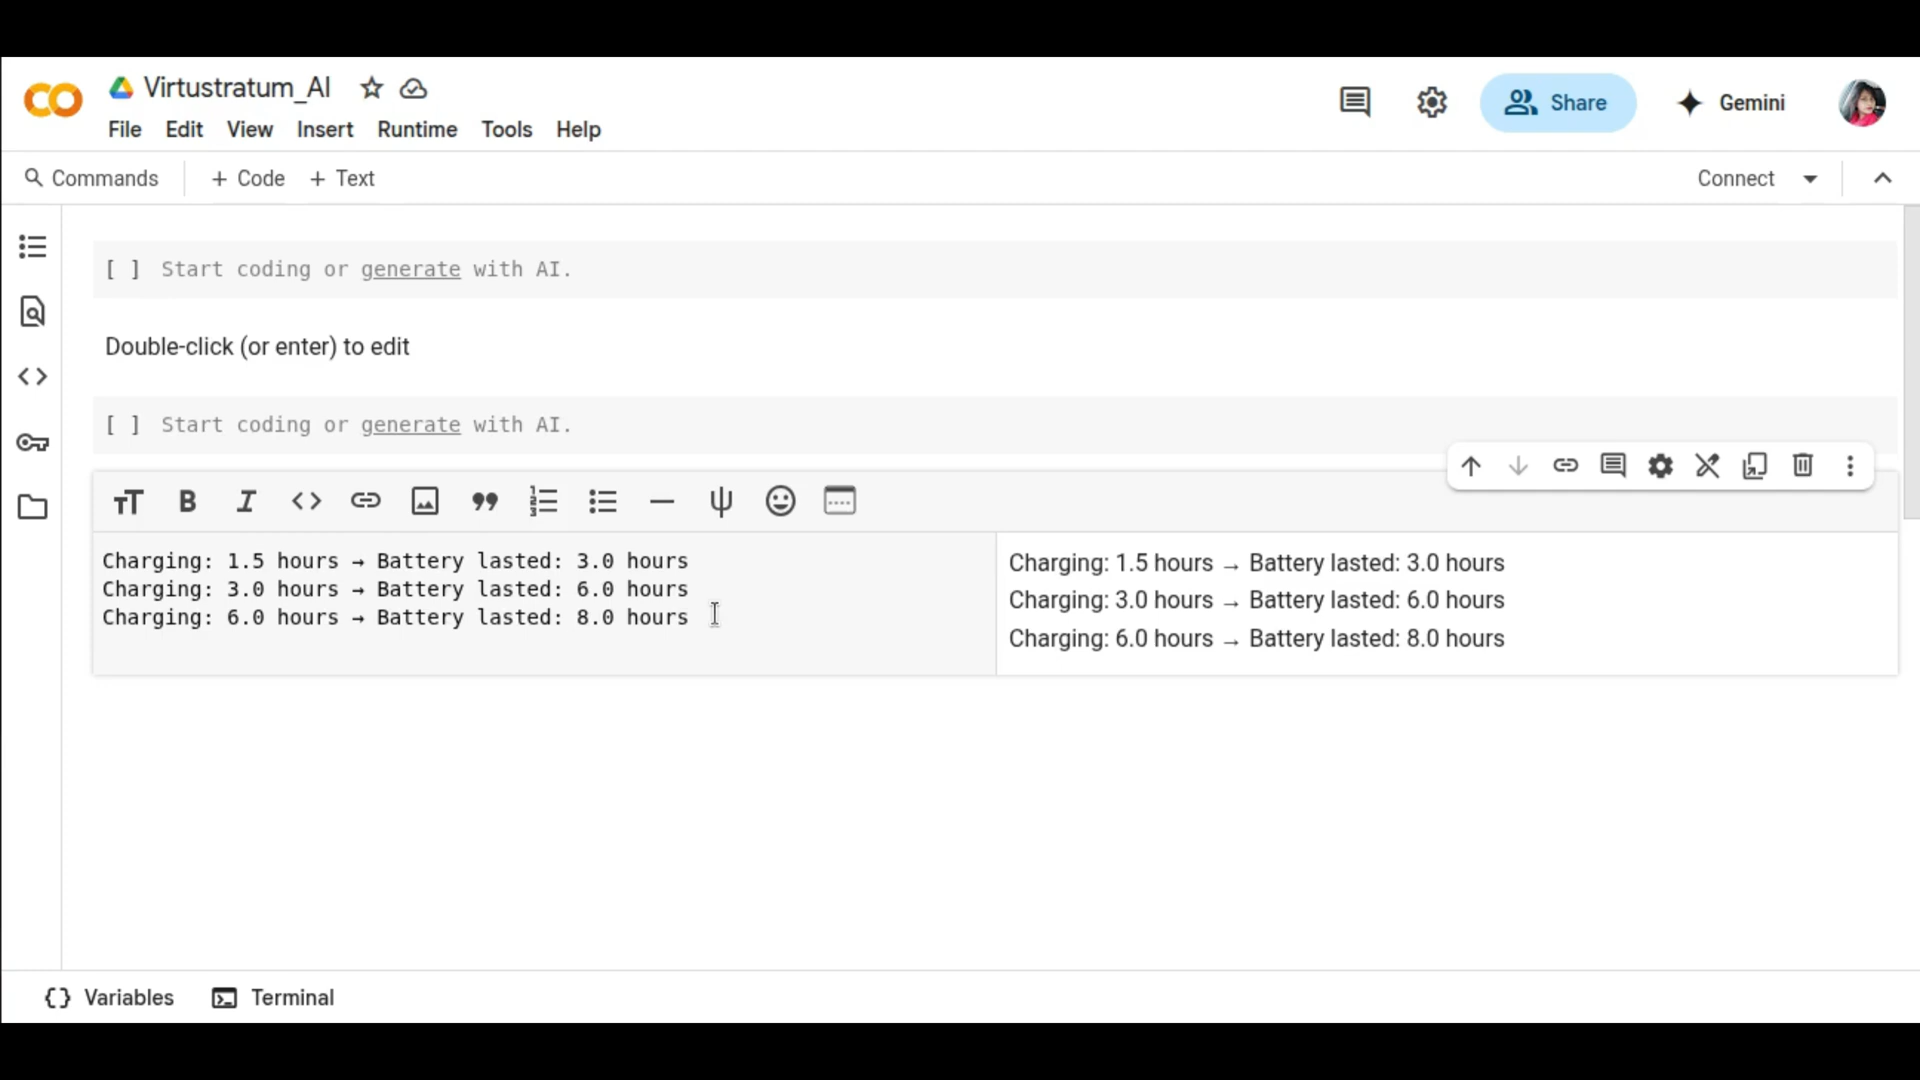 Virtustratum_AI
File Edit View Insert Runtime Tools Help
Share
Gemini
Commands + Code + Text
Connect
[ ] Start coding or generate with AI.
Double-click (or enter) to edit
[ ] Start coding or generate with AI.
Charging: 1.5 hours → Battery lasted: 3.0 hours
Charging: 3.0 hours → Battery lasted: 6.0 hours
Charging: 6.0 hours → Battery lasted: 8.0 hours
Charging: 1.5 hours → Battery lasted: 3.0 hours
Charging: 3.0 hours → Battery lasted: 6.0 hours
Charging: 6.0 hours → Battery lasted: 8.0 hours
Variables Terminal